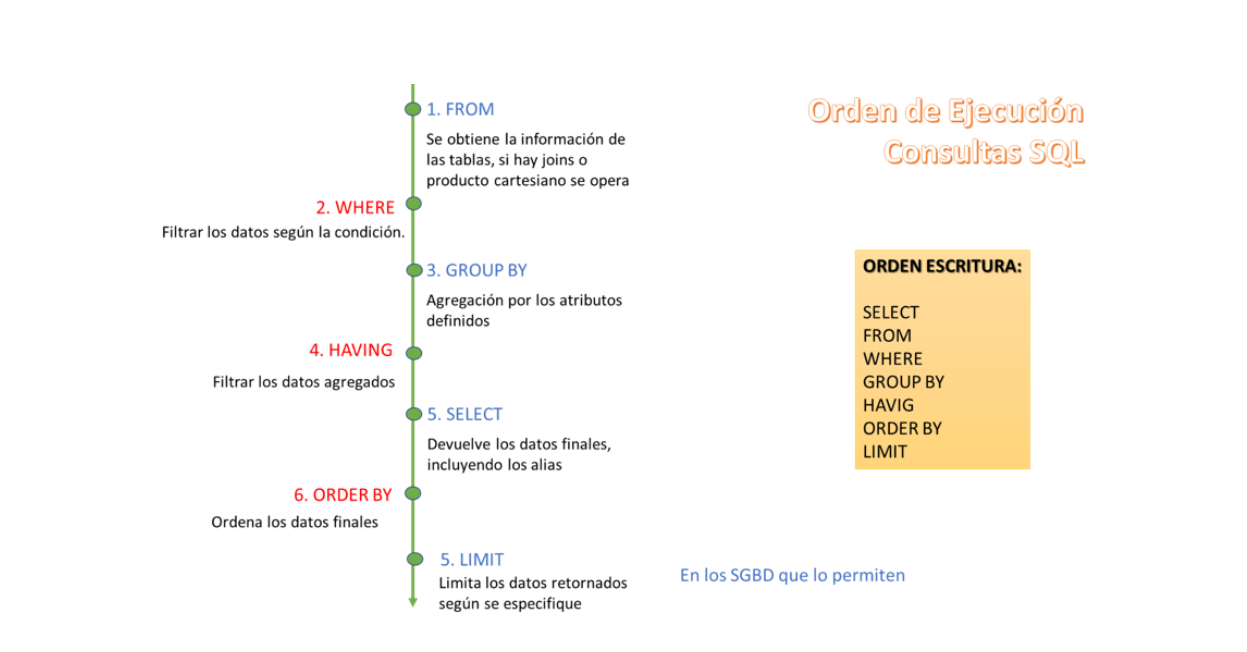 Orden de Ejecución
Consultas SQL
1. FROM
Se obtiene la información de
las tablas, si hay joins o
producto cartesiano se opera
2. WHERE
Filtrar los datos según la condición.
3. GROUP BY
Agregación por los atributos
definidos
4. HAVING
Filtrar los datos agregados
5. SELECT
Devuelve los datos finales,
incluyendo los alias
6. ORDER BY
Ordena los datos finales
5. LIMIT
Limita los datos retornados
según se especifique
En los SGBD que lo permiten
ORDEN ESCRITURA:
SELECT
FROM
WHERE
GROUP BY
HAVIG
ORDER BY
LIMIT